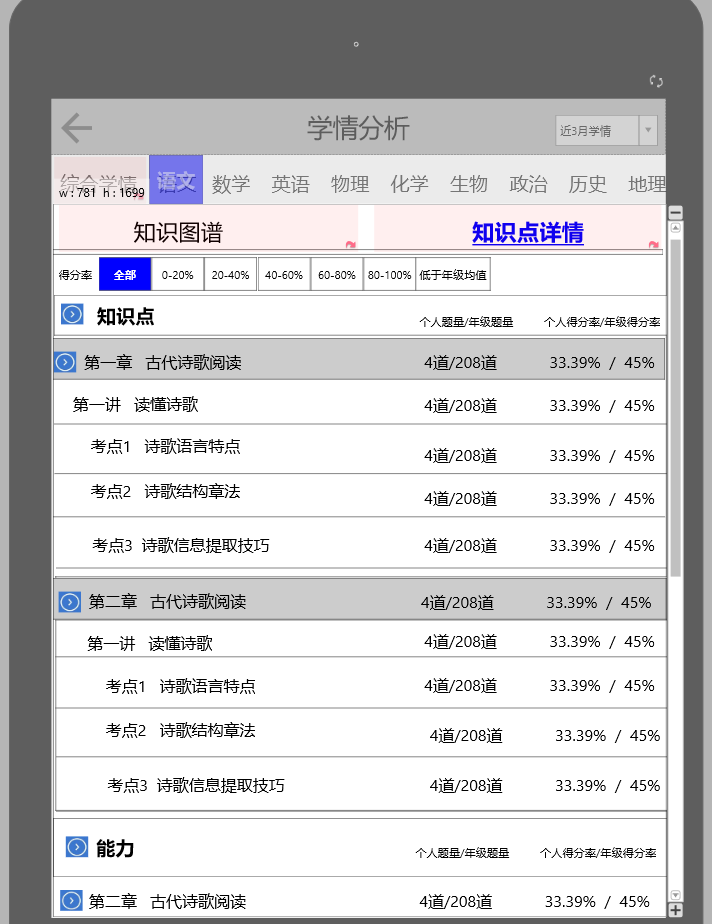 学情分析
近3月学情
综合学情 语文 数学 英语 物理 化学 生物 政治 历史 地理
w:781 h:1699
知识图谱 知识点详情
得分率 全部 0-20% 20-40% 40-60% 60-80% 80-100% 低于年级均值
知识点 个人题量/年级题量 个人得分率/年级得分率
第一章 古代诗歌阅读 4道/208道 33.39% / 45%
第一讲 读懂诗歌 4道/208道 33.39% / 45%
考点1 诗歌语言特点 4道/208道 33.39% / 45%
考点2 诗歌结构章法 4道/208道 33.39% / 45%
考点3 诗歌信息提取技巧 4道/208道 33.39% / 45%
第二章 古代诗歌阅读 4道/208道 33.39% / 45%
第一讲 读懂诗歌 4道/208道 33.39% / 45%
考点1 诗歌语言特点 4道/208道 33.39% / 45%
考点2 诗歌结构章法 4道/208道 33.39% / 45%
考点3 诗歌信息提取技巧 4道/208道 33.39% / 45%
能力 个人题量/年级题量 个人得分率/年级得分率
第二章 古代诗歌阅读 4道/208道 33.39% / 45%